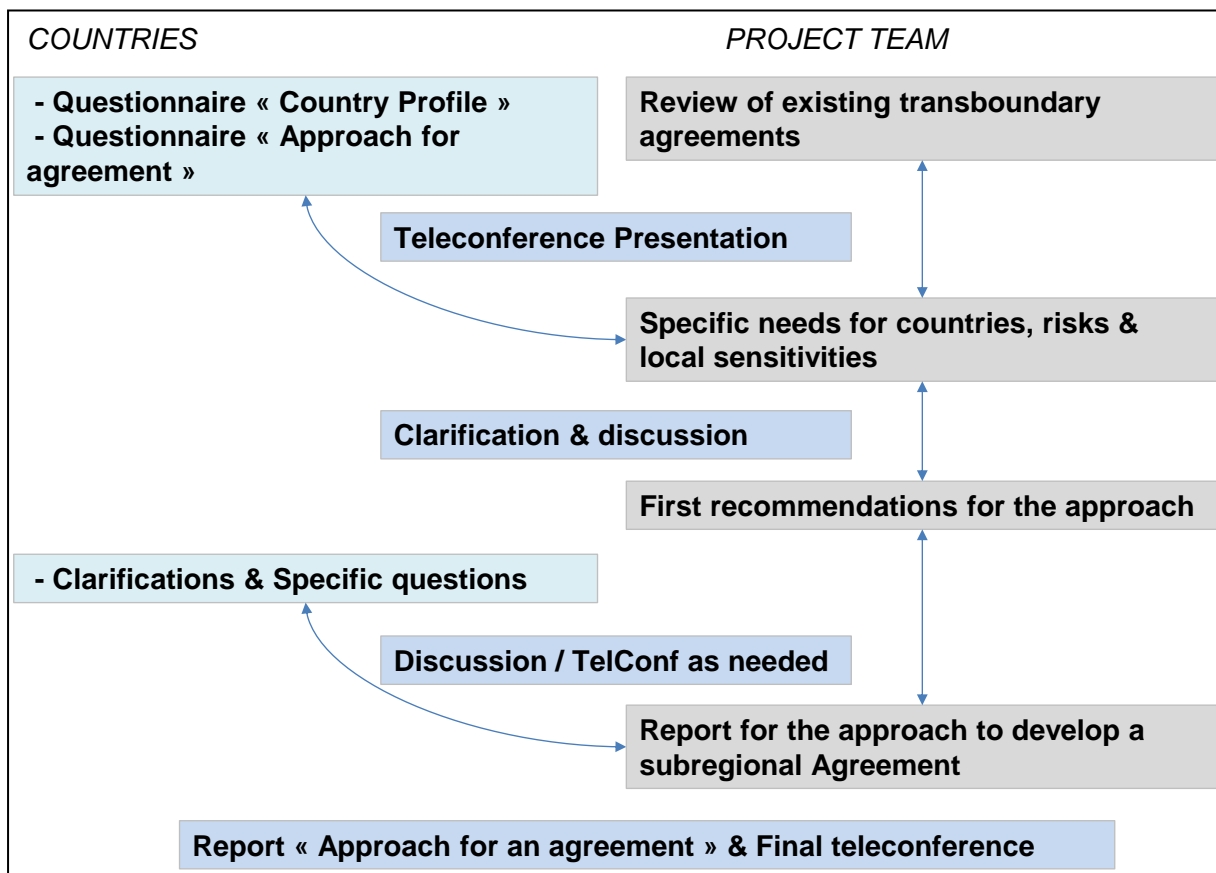 COUNTRIES
PROJECT TEAM
- Questionnaire « Country Profile »
- Questionnaire « Approach for
agreement »
Review of existing transboundary
agreements
Teleconference Presentation
Specific needs for countries, risks &
local sensitivities
Clarification & discussion
First recommendations for the approach
- Clarifications & Specific questions
Discussion / TelConf as needed
Report for the approach to develop a
subregional Agreement
Report « Approach for an agreement » & Final teleconference